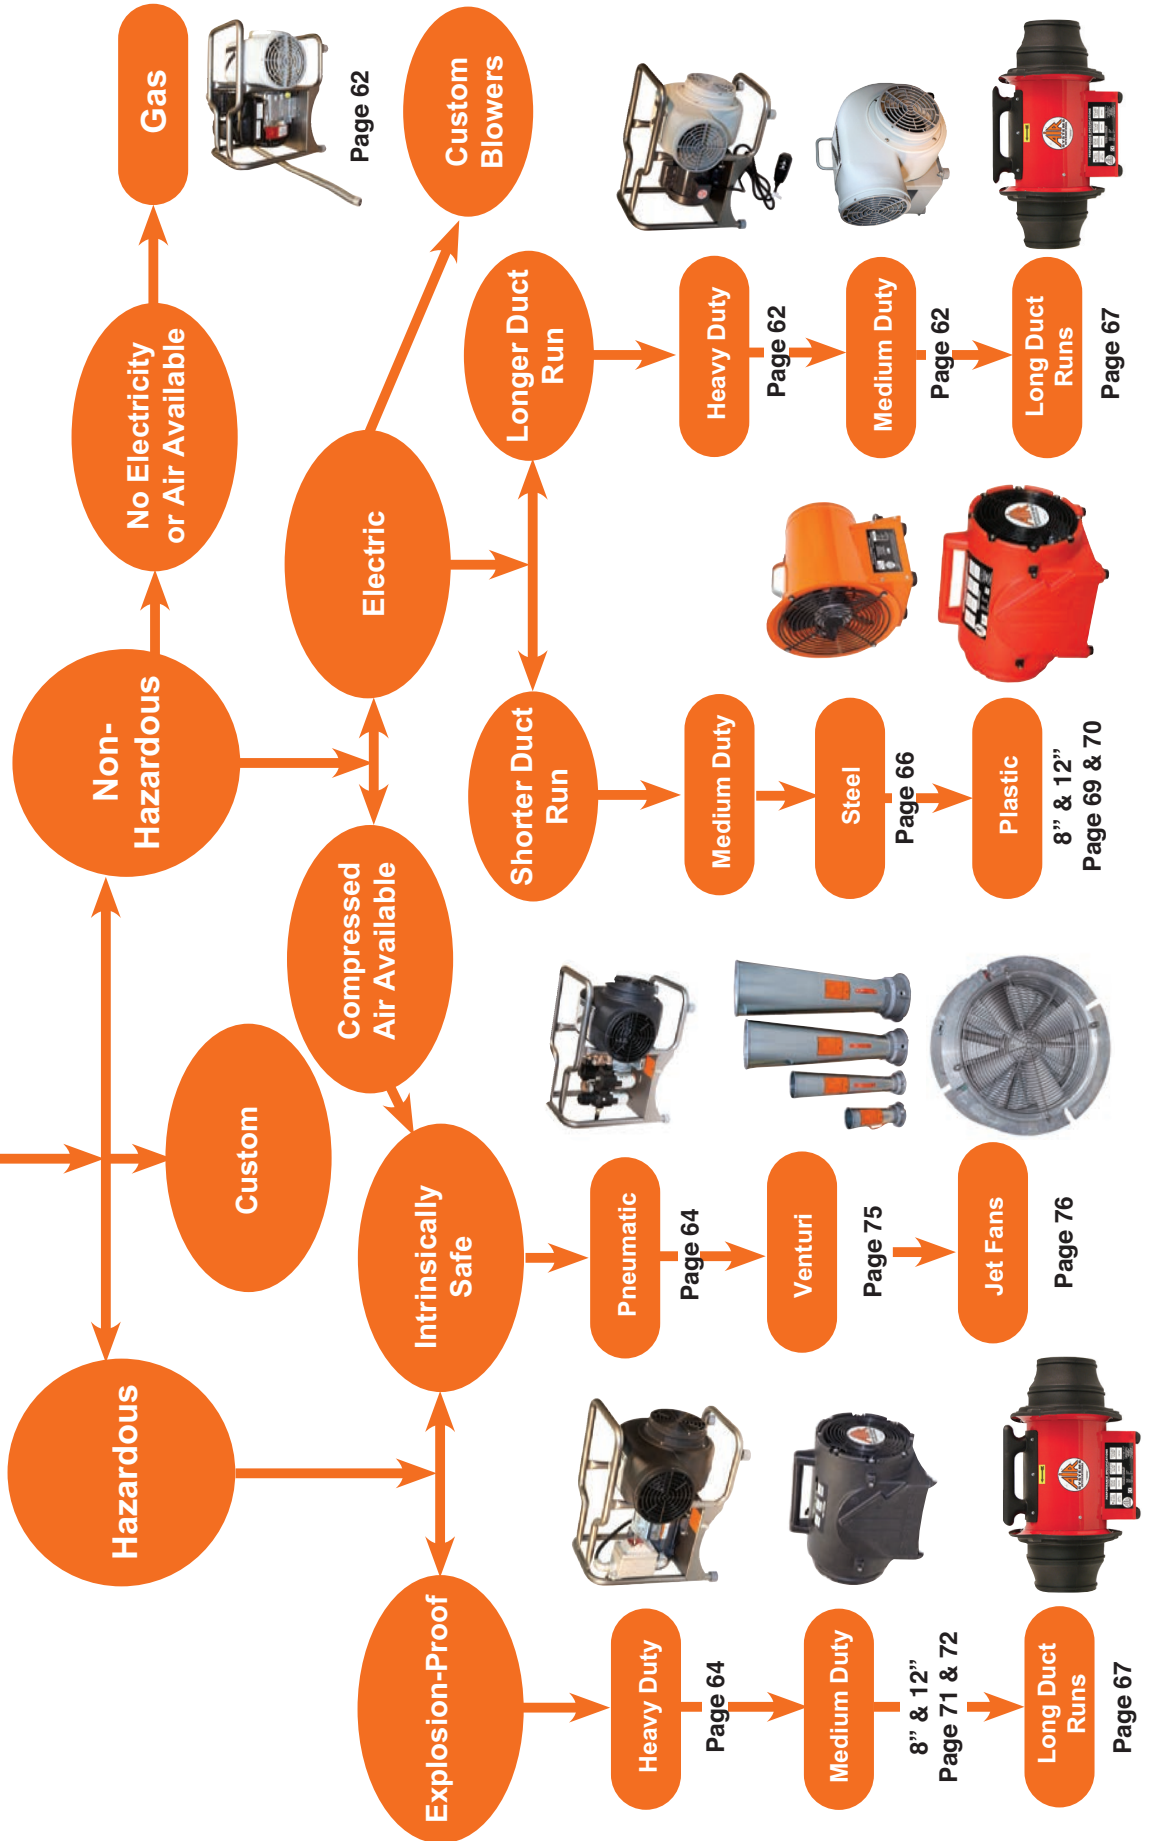 Hazardous
Custom
Non-
Hazardous
No Electricity
or Air Available
Gas
Page 62
Explosion-Proof
Intrinsically
Safe
Compressed
Air Available
Electric
Custom
Blowers
Shorter Duct
Run
Longer Duct
Run
Heavy Duty
Page 64
Medium Duty
8” & 12”
Page 71 & 72
Long Duct
Runs
Page 67
Pneumatic
Page 64
Venturi
Page 75
Jet Fans
Page 76
Medium Duty
Steel
Page 66
Plastic
8” & 12”
Page 69 & 70
Heavy Duty
Page 62
Medium Duty
Page 62
Long Duct
Runs
Page 67